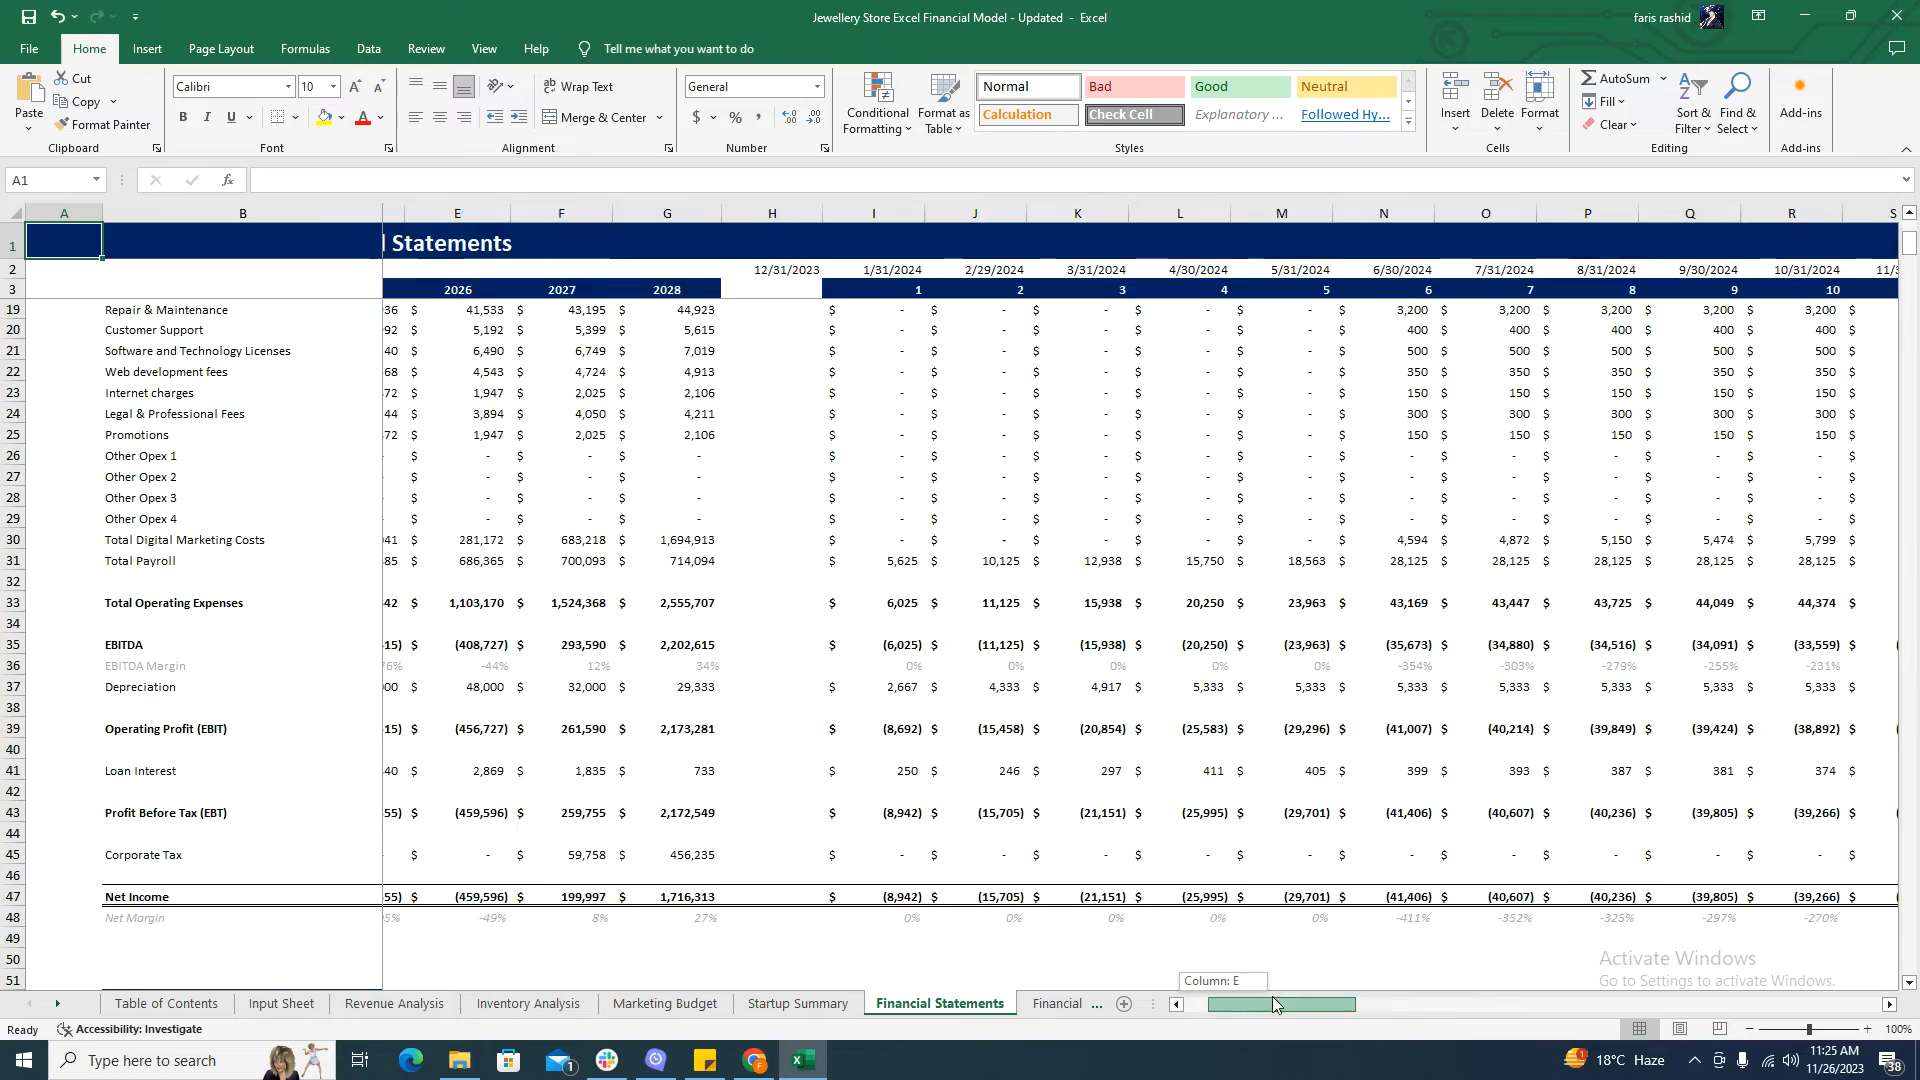 Jewellery Store Excel Financial Model - Updated - Excel
faris rashid
File Home Insert Page Layout Formulas Data Review View Help Tell me what you want to do
Paste
Cut
Copy
Format Painter
Clipboard
Calibri 10
B I U
Font
Wrap Text
Merge & Center
Alignment
General
$ % ,
Number
Conditional Formatting
Format as Table
Normal Bad Good Neutral
Calculation Check Cell Explanatory ... Followed Hy...
Styles
Insert Delete Format
Cells
AutoSum
Fill
Clear
Sort & Filter
Find & Select
Editing
Add-ins
Add-ins
A1 fx
A B E F G H I J K L M N O P Q R S
1 l Statements
2 12/31/2023 1/31/2024 2/29/2024 3/31/2024 4/30/2024 5/31/2024 6/30/2024 7/31/2024 8/31/2024 9/30/2024 10/31/2024 11/3
3 2026 2027 2028 1 2 3 4 5 6 7 8 9 10
19 Repair & Maintenance 36 $ 41,533 $ 43,195 $ 44,923 $ - $ - $ - $ - $ - $ 3,200 $ 3,200 $ 3,200 $ 3,200 $ 3,200 $
20 Customer Support 92 $ 5,192 $ 5,399 $ 5,615 $ - $ - $ - $ - $ - $ 400 $ 400 $ 400 $ 400 $ 400 $
21 Software and Technology Licenses 40 $ 6,490 $ 6,749 $ 7,019 $ - $ - $ - $ - $ - $ 500 $ 500 $ 500 $ 500 $ 500 $
22 Web development fees 68 $ 4,543 $ 4,724 $ 4,913 $ - $ - $ - $ - $ - $ 350 $ 350 $ 350 $ 350 $ 350 $
23 Internet charges 72 $ 1,947 $ 2,025 $ 2,106 $ - $ - $ - $ - $ - $ 150 $ 150 $ 150 $ 150 $ 150 $
24 Legal & Professional Fees 44 $ 3,894 $ 4,050 $ 4,211 $ - $ - $ - $ - $ - $ 300 $ 300 $ 300 $ 300 $ 300 $
25 Promotions 72 $ 1,947 $ 2,025 $ 2,106 $ - $ - $ - $ - $ - $ 150 $ 150 $ 150 $ 150 $ 150 $
26 Other Opex 1 - $ - $ - $ - $ - $ - $ - $ - $ - $ - $ - $ - $ - $ - $
27 Other Opex 2 - $ - $ - $ - $ - $ - $ - $ - $ - $ - $ - $ - $ - $ - $
28 Other Opex 3 - $ - $ - $ - $ - $ - $ - $ - $ - $ - $ - $ - $ - $ - $
29 Other Opex 4 - $ - $ - $ - $ - $ - $ - $ - $ - $ - $ - $ - $ - $ - $
30 Total Digital Marketing Costs 41 $ 281,172 $ 683,218 $ 1,694,913 $ - $ - $ - $ - $ - $ 4,594 $ 4,872 $ 5,150 $ 5,474 $ 5,799 $
31 Total Payroll 85 $ 686,365 $ 700,093 $ 714,094 $ 5,625 $ 10,125 $ 12,938 $ 15,750 $ 18,563 $ 28,125 $ 28,125 $ 28,125 $ 28,125 $ 28,125 $
32
33 Total Operating Expenses 42 $ 1,103,170 $ 1,524,368 $ 2,555,707 $ 6,025 $ 11,125 $ 15,938 $ 20,250 $ 23,963 $ 43,169 $ 43,447 $ 43,725 $ 44,049 $ 44,374 $
34
35 EBITDA 15) $ (408,727) $ 293,590 $ 2,202,615 $ (6,025) $ (11,125) $ (15,938) $ (20,250) $ (23,963) $ (35,673) $ (34,880) $ (34,516) $ (34,091) $ (33,559) $ (
36 EBITDA Margin 76% -44% 12% 34% 0% 0% 0% 0% 0% -354% -303% -279% -255% -231%
37 Depreciation 00 $ 48,000 $ 32,000 $ 29,333 $ 2,667 $ 4,333 $ 4,917 $ 5,333 $ 5,333 $ 5,333 $ 5,333 $ 5,333 $ 5,333 $ 5,333 $
38
39 Operating Profit (EBIT) 15) $ (456,727) $ 261,590 $ 2,173,281 $ (8,692) $ (15,458) $ (20,854) $ (25,583) $ (29,296) $ (41,007) $ (40,214) $ (39,849) $ (39,424) $ (38,892) $ (
40
41 Loan Interest 40 $ 2,869 $ 1,835 $ 733 $ 250 $ 246 $ 297 $ 411 $ 405 $ 399 $ 393 $ 387 $ 381 $ 374 $
42
43 Profit Before Tax (EBT) 55) $ (459,596) $ 259,755 $ 2,172,549 $ (8,942) $ (15,705) $ (21,151) $ (25,995) $ (29,701) $ (41,406) $ (40,607) $ (40,236) $ (39,805) $ (39,266) $ (
44
45 Corporate Tax - $ - $ 59,758 $ 456,235 $ - $ - $ - $ - $ - $ - $ - $ - $ - $ - $
46
47 Net Income 55) $ (459,596) $ 199,997 $ 1,716,313 $ (8,942) $ (15,705) $ (21,151) $ (25,995) $ (29,701) $ (41,406) $ (40,607) $ (40,236) $ (39,805) $ (39,266) $ (
48 Net Margin 5% -49% 8% 27% 0% 0% 0% 0% 0% -411% -352% -325% -297% -270%
49
50
51
Activate Windows
Go to Settings to activate Windows.
Column: E
Table of Contents Input Sheet Revenue Analysis Inventory Analysis Marketing Budget Startup Summary Financial Statements Financial ...
Ready Accessibility: Investigate 100%
Type here to search 1 18°C Haze 11:25 AM
11/26/2023 38